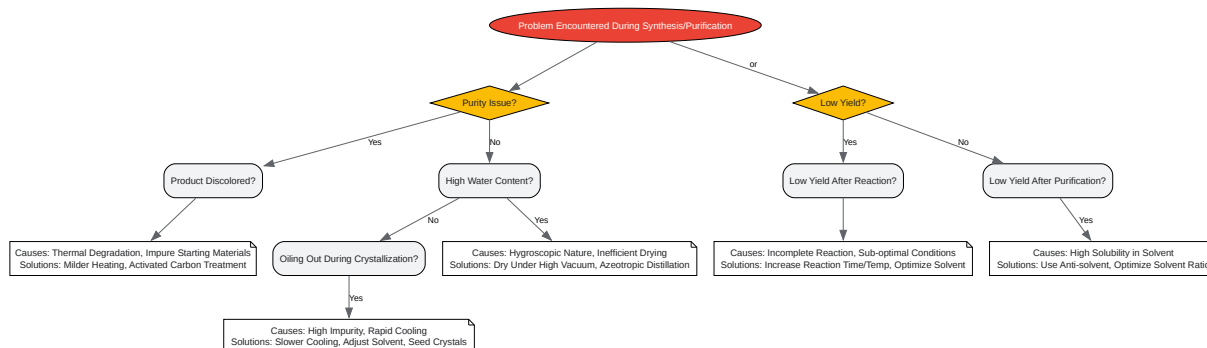 Problem Encountered During Synthesis/Purification
or
Purity Issue?
Low Yield?
Yes
No
Yes
No
Product Discolored?
High Water Content?
Low Yield After Reaction?
Low Yield After Purification?
No
Yes
Yes
Causes: Thermal Degradation, Impure Starting Materials
Solutions: Milder Heating, Activated Carbon Treatment
Oiling Out During Crystallization?
Causes: Hygroscopic Nature, Inefficient Drying
Solutions: Dry Under High Vacuum, Azeotropic Distillation
Causes: Incomplete Reaction, Sub-optimal Conditions
Solutions: Increase Reaction Time/Temp, Optimize Solvent
Causes: High Solubility in Solvent
Solutions: Use Anti-solvent, Optimize Solvent Ratio
Yes
Causes: High Impurity, Rapid Cooling
Solutions: Slower Cooling, Adjust Solvent, Seed Crystals